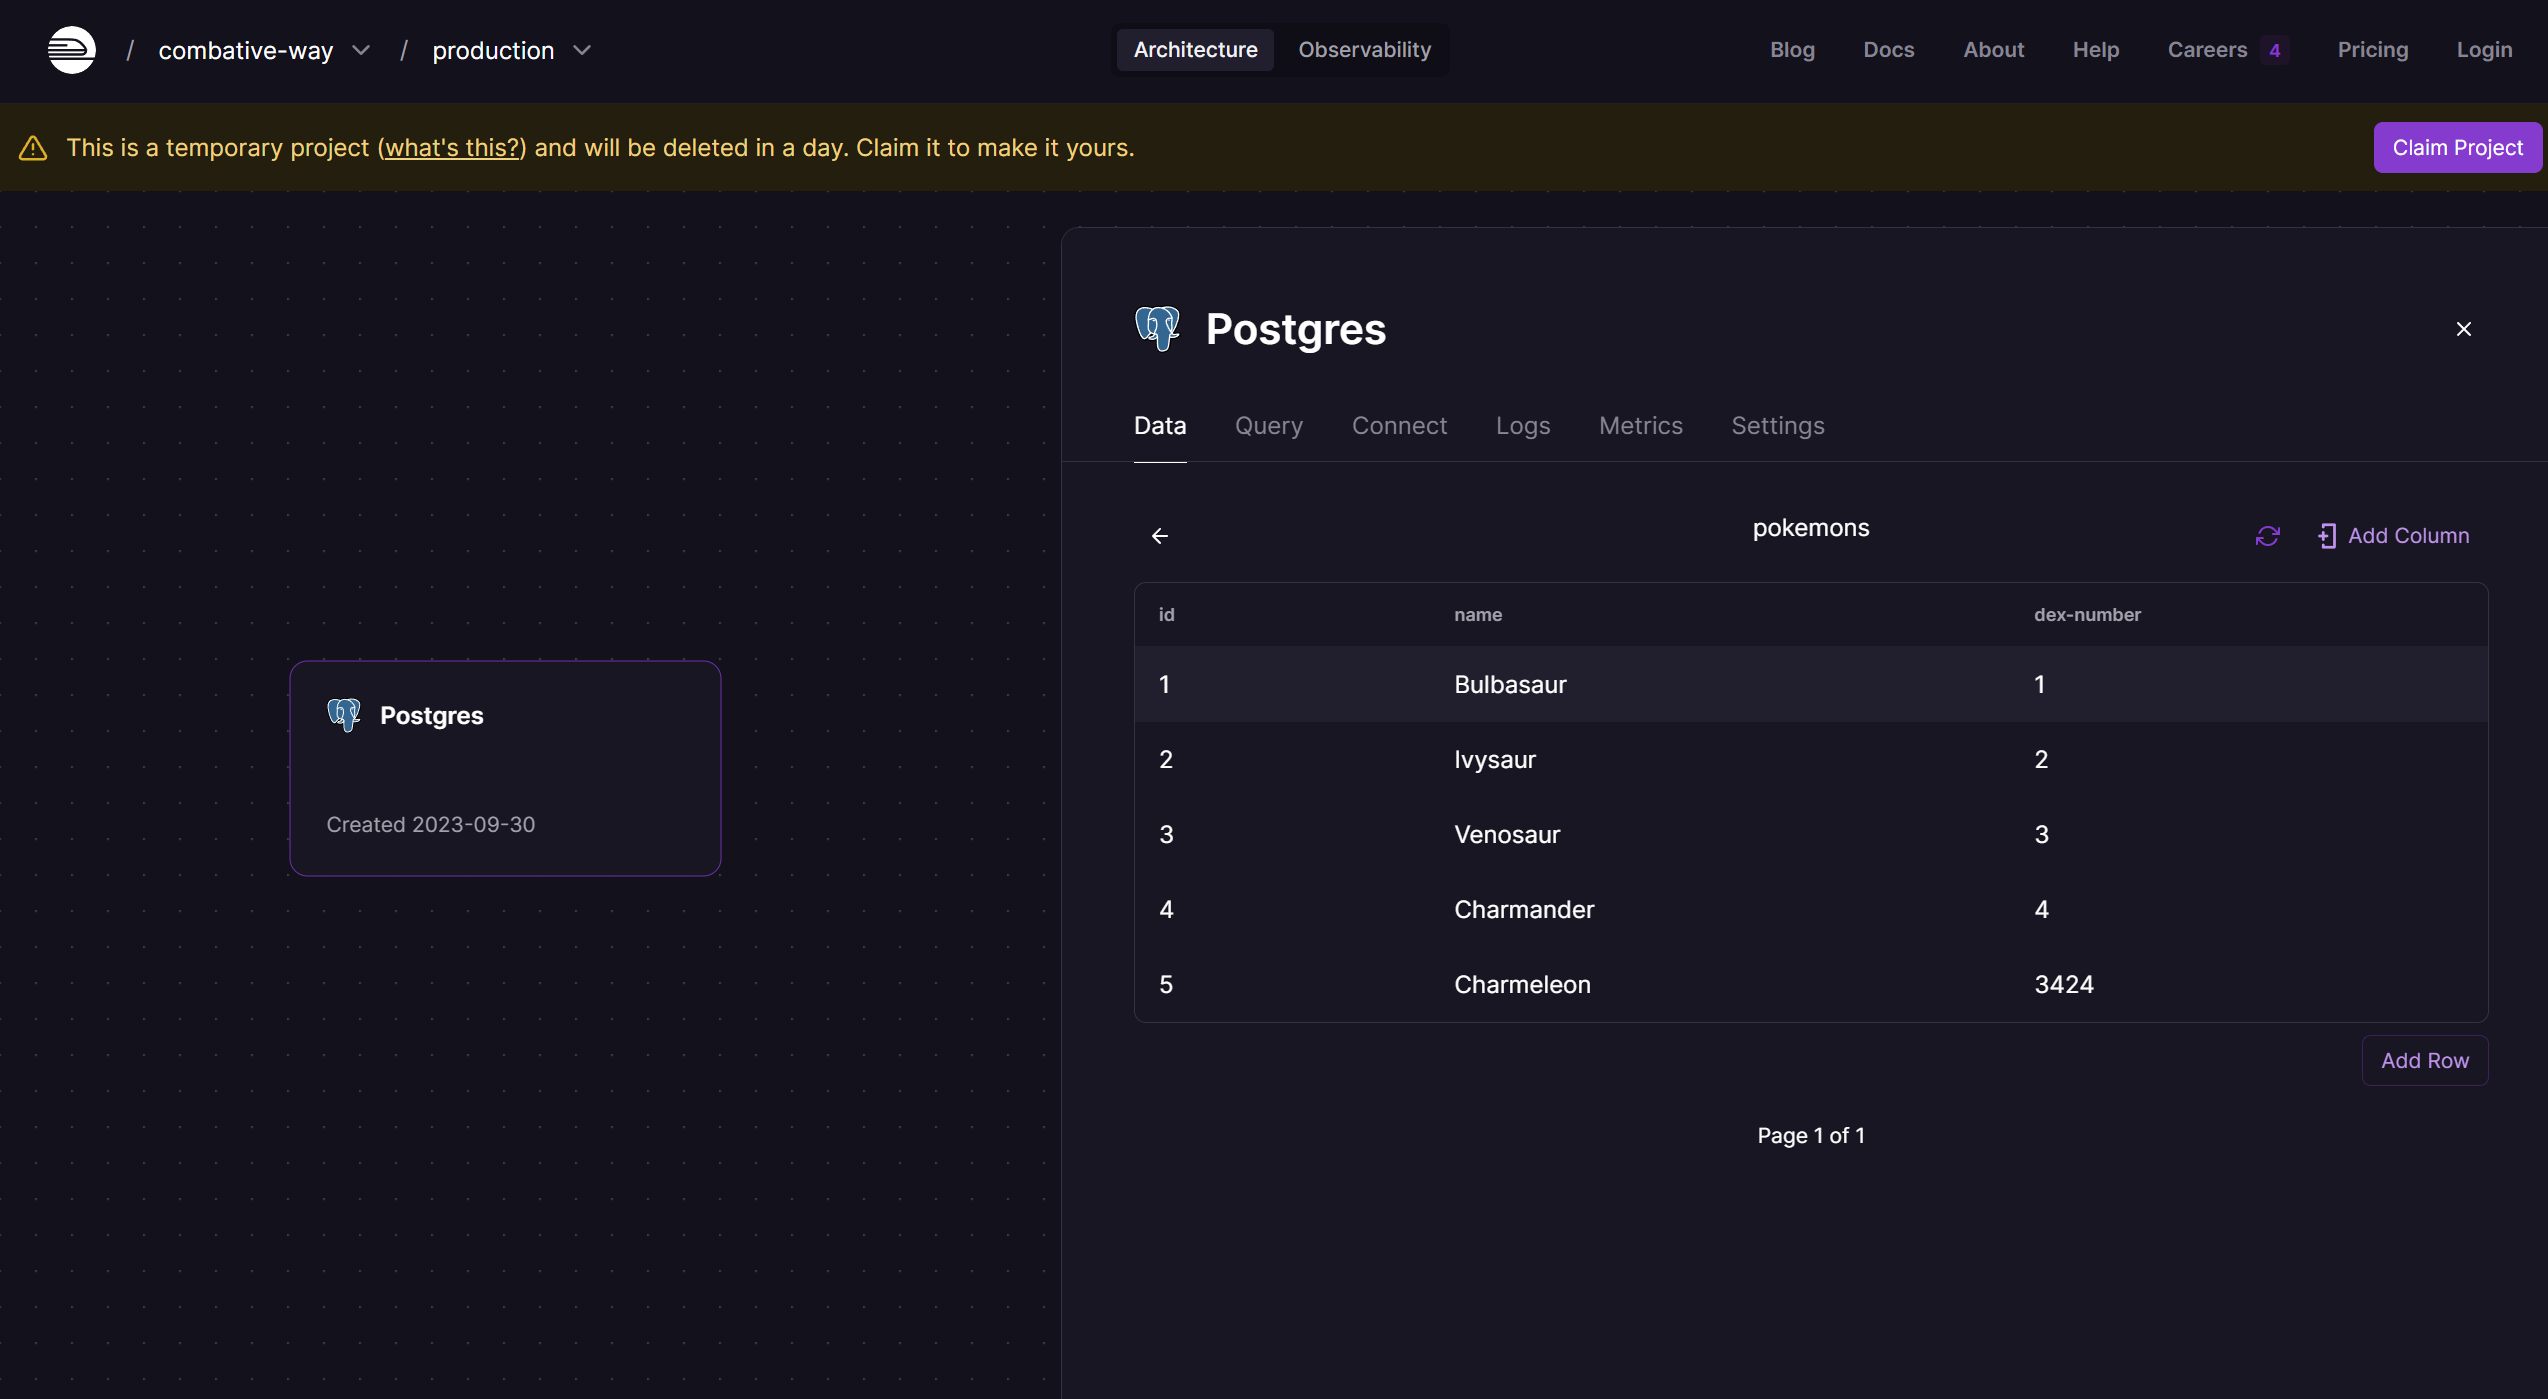 / combative-way / production Architecture Observability Blog Docs About Help Careers 4 Pricing Login
This is a temporary project (what's this?) and will be deleted in a day. Claim it to make it yours. Claim Project
Postgres
Created 2023-09-30
Postgres
Data Query Connect Logs Metrics Settings
pokemons Add Column
id name dex-number
1 Bulbasaur 1
2 Ivysaur 2
3 Venosaur 3
4 Charmander 4
5 Charmeleon 3424
Add Row
Page 1 of 1